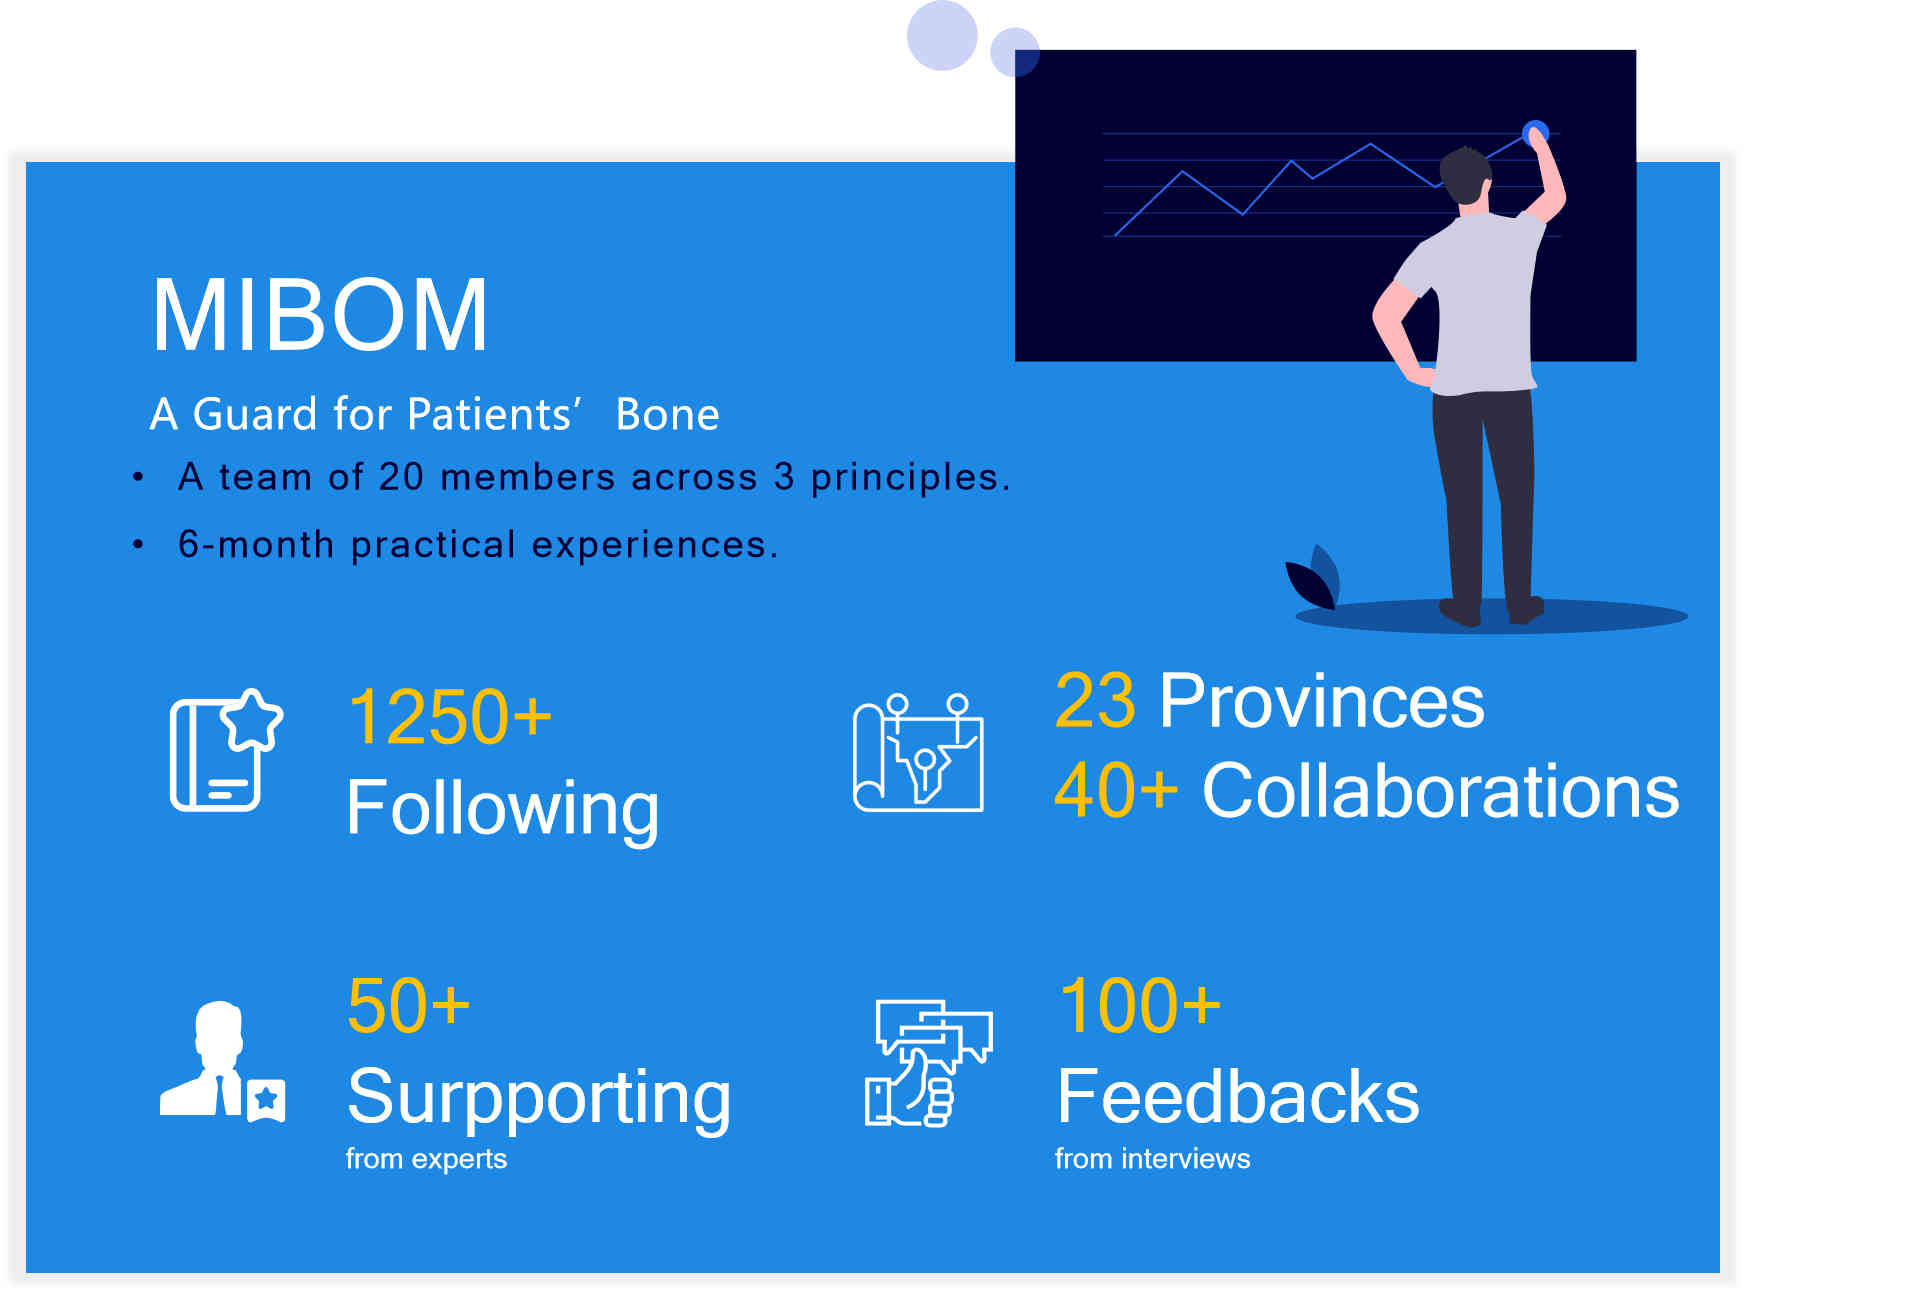 MIBOM
A Guard for Patients’ Bone
• A team of 20 members across 3 principles.
• 6-month practical experiences.
1250+
Following
23 Provinces
40+ Collaborations
50+
Surpporting
from experts
100+
Feedbacks
from interviews